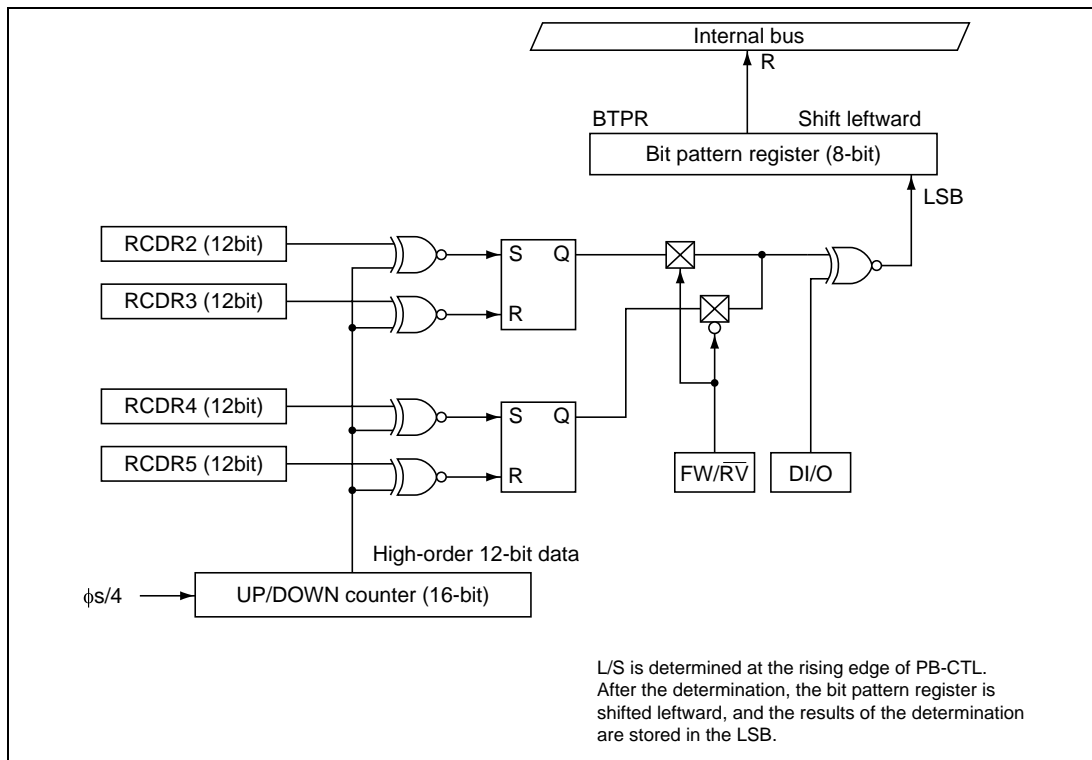 Internal bus
R
BTPR Shift leftward
Bit pattern register (8-bit)
LSB
RCDR2 (12bit)
S Q
RCDR3 (12bit)
R
RCDR4 (12bit)
S Q
RCDR5 (12bit)
R
FW/R̅V̅ DI/O
High-order 12-bit data
ϕs/4
UP/DOWN counter (16-bit)
L/S is determined at the rising edge of PB-CTL.
After the determination, the bit pattern register is
shifted leftward, and the results of the determination
are stored in the LSB.